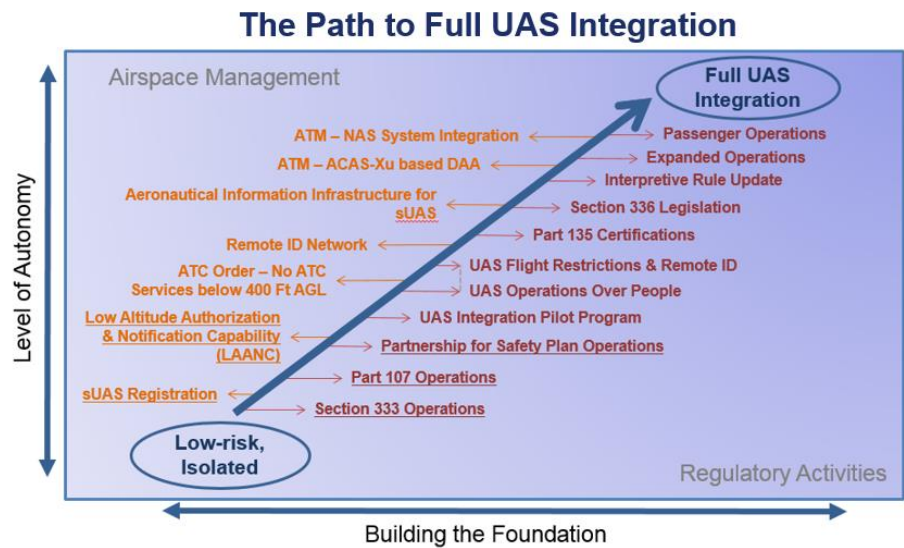 The Path to Full UAS Integration
Airspace Management
Full UAS
Integration
ATM – NAS System Integration
Passenger Operations
ATM – ACAS-Xu based DAA
Expanded Operations
Interpretive Rule Update
Aeronautical Information Infrastructure for
sUAS
Section 336 Legislation
Part 135 Certifications
Remote ID Network
UAS Flight Restrictions & Remote ID
ATC Order – No ATC
Services below 400 Ft AGL
UAS Operations Over People
Low Altitude Authorization
& Notification Capability
(LAANC)
UAS Integration Pilot Program
Partnership for Safety Plan Operations
Part 107 Operations
sUAS Registration
Section 333 Operations
Low-risk,
Isolated
Regulatory Activities
Level of Autonomy
Building the Foundation